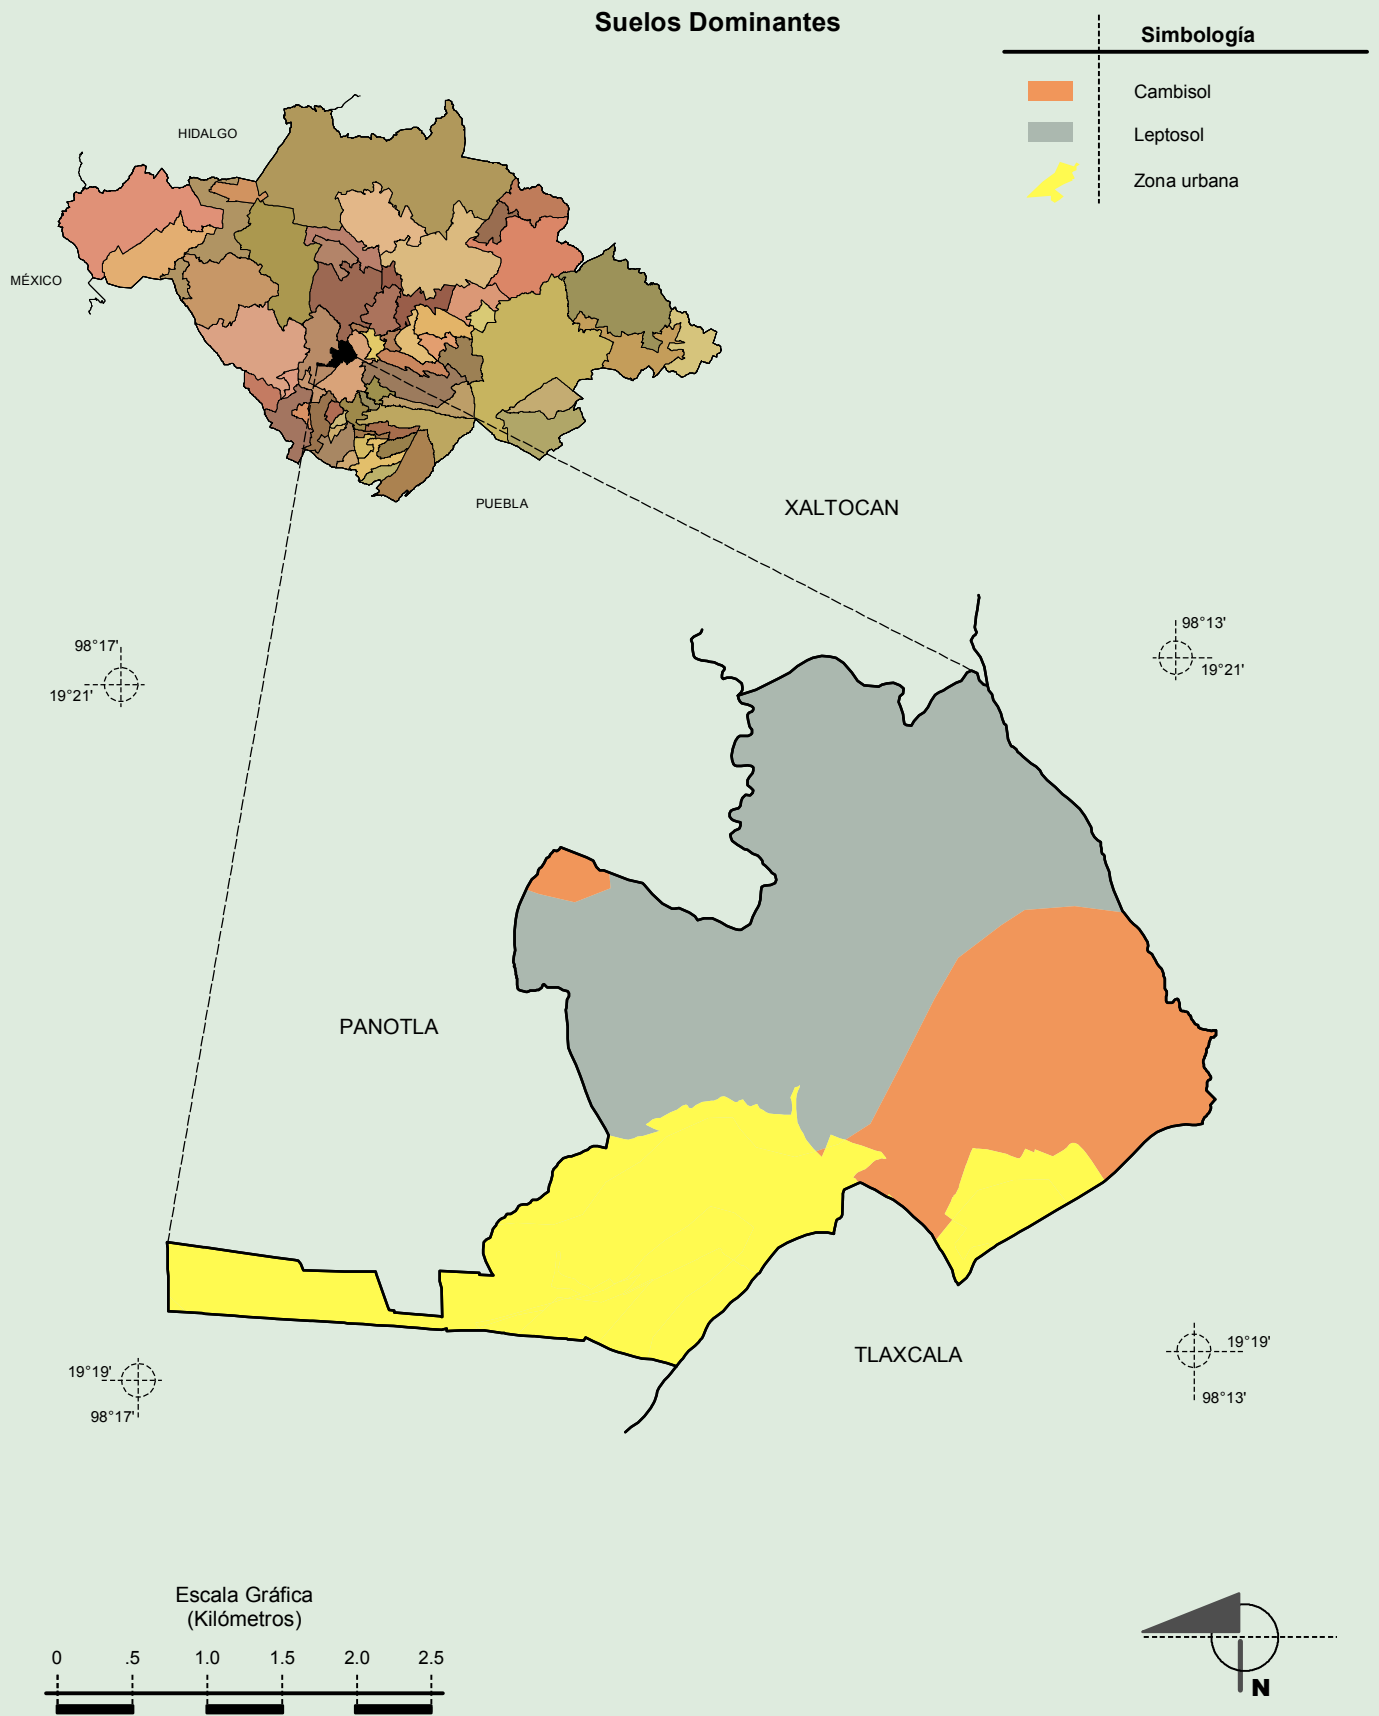 Suelos Dominantes
Simbología
Cambisol
Leptosol
Zona urbana
HIDALGO
MÉXICO
PUEBLA
XALTOCAN
98°17'
19°21'
98°13'
19°21'
PANOTLA
TLAXCALA
19°19'
98°17'
19°19'
98°13'
Escala Gráfica
(Kilómetros)
0 .5 1.0 1.5 2.0 2.5
N